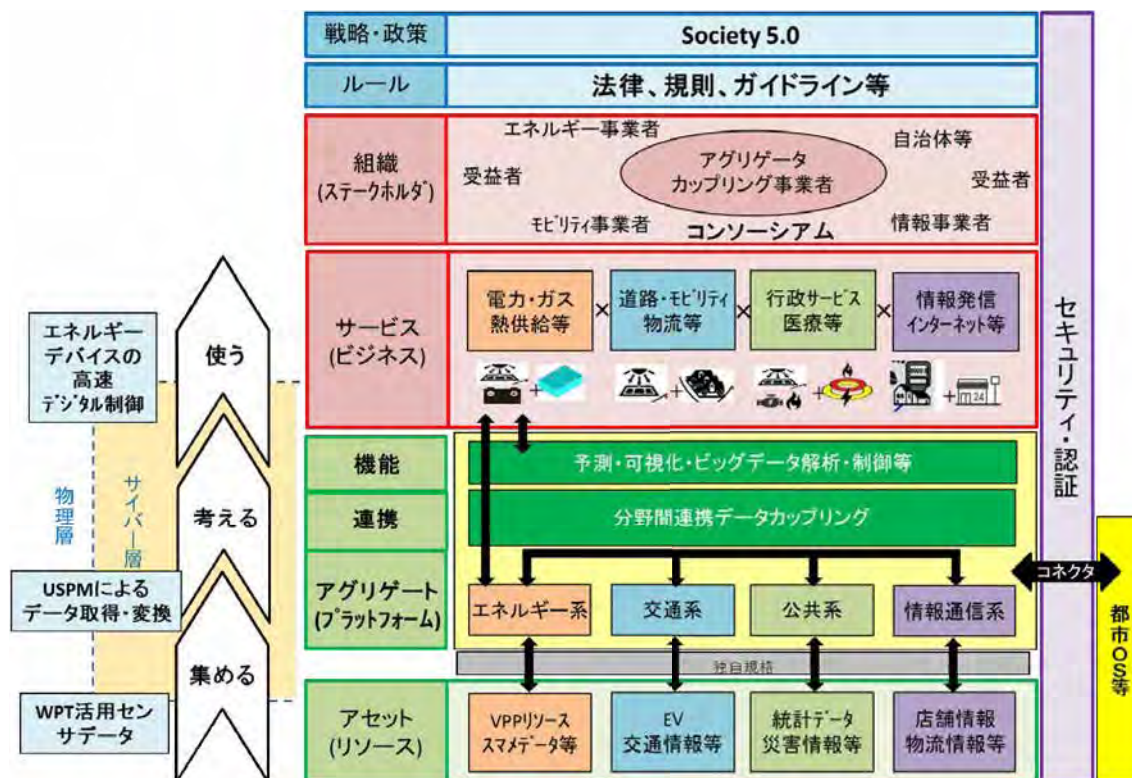 戦略・政策
Society 5.0
ルール
法律、規則、ガイドライン等
組織
(ステークホルダ)
エネルギー事業者
自治体等
受益者
アグリゲータ
カップリング事業者
受益者
モビリティ事業者
コンソーシアム
情報事業者
サービス
(ビジネス)
電力・ガス
熱供給等
×
道路・モビリティ
物流等
×
行政サービス
医療等
×
情報発信
インターネット等
+
+
+
+
24
機能
予測・可視化・ビッグデータ解析・制御等
連携
分野間連携データカップリング
アグリゲート
(プラットフォーム)
エネルギー系
交通系
公共系
情報通信系
独自規格
アセット
(リソース)
VPPリソース
スマメデータ等
EV
交通情報等
統計データ
災害情報等
店舗情報
物流情報等
セキュリティ・認証
コネクタ
都市OS等
エネルギー
デバイスの
高速
デジタル制御
使う
物理層
サイバー層
考える
USPMによる
データ取得・変換
集める
WPT活用セン
サデータ